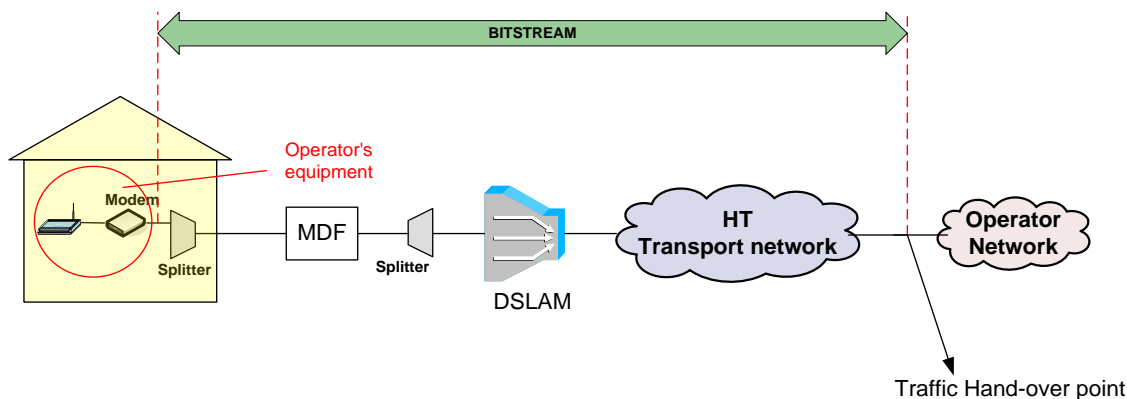 BITSTREAM
Operator's
equipment
Modem
Splitter
MDF
Splitter
DSLAM
HT
Transport network
Operator
Network
Traffic Hand-over point